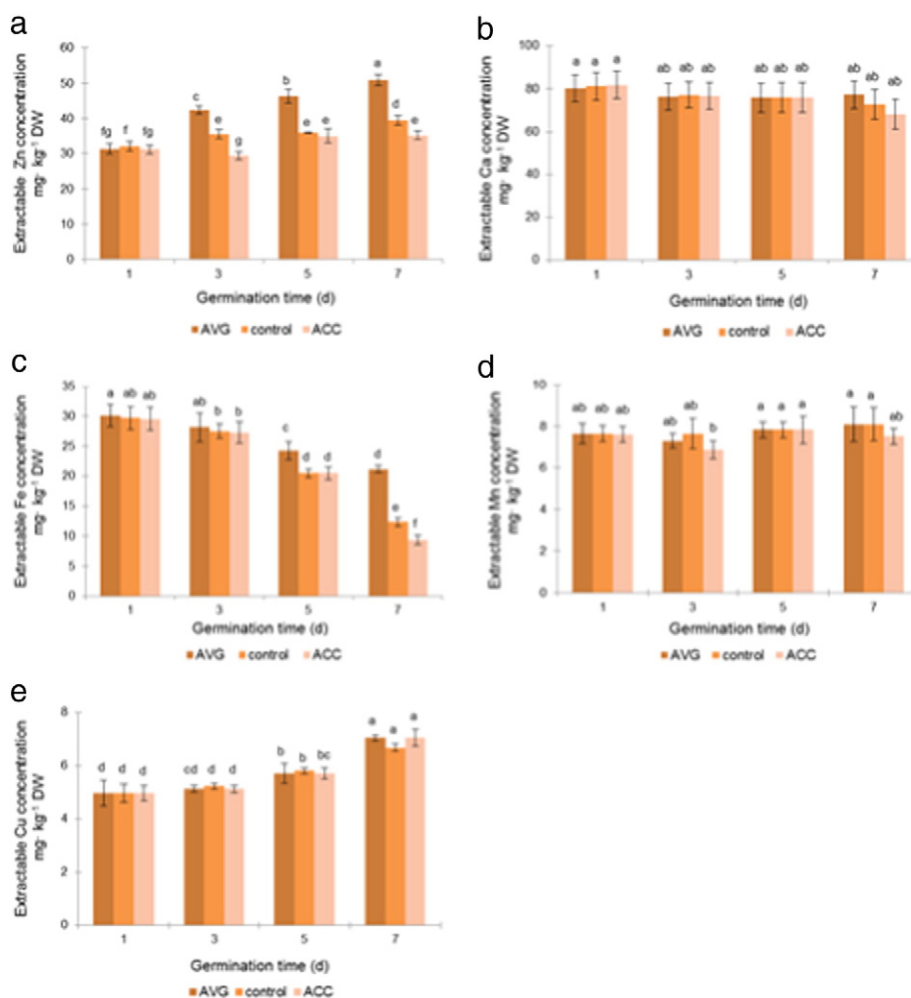 a
Extractable Zn concentration
mg· kg⁻¹ DW
60
50
40
30
20
10
0
fg f fg
c e g
b e e
a d e
1 3 5 7
Germination time (d)
AVG control ACC
b
Extractable Ca concentration
mg· kg⁻¹ DW
100
80
60
40
20
0
a a a
ab ab ab
ab ab ab
ab ab ab
1 3 5 7
Germination time (d)
AVG control ACC
c
Extractable Fe concentration
mg· kg⁻¹ DW
35
30
25
20
15
10
5
0
a ab ab
ab b b
c d d
d e f
1 3 5 7
Germination time (d)
AVG control ACC
d
Extractable Mn concentration
mg· kg⁻¹ DW
10
8
6
4
2
0
ab ab ab
ab ab b
a a a
a a ab
1 3 5 7
Germination time (d)
AVG control ACC
e
Extractable Cu concentration
mg· kg⁻¹ DW
8
6
4
2
0
d d d
cd d d
b b bc
a a a
1 3 5 7
Germination time (d)
AVG control ACC